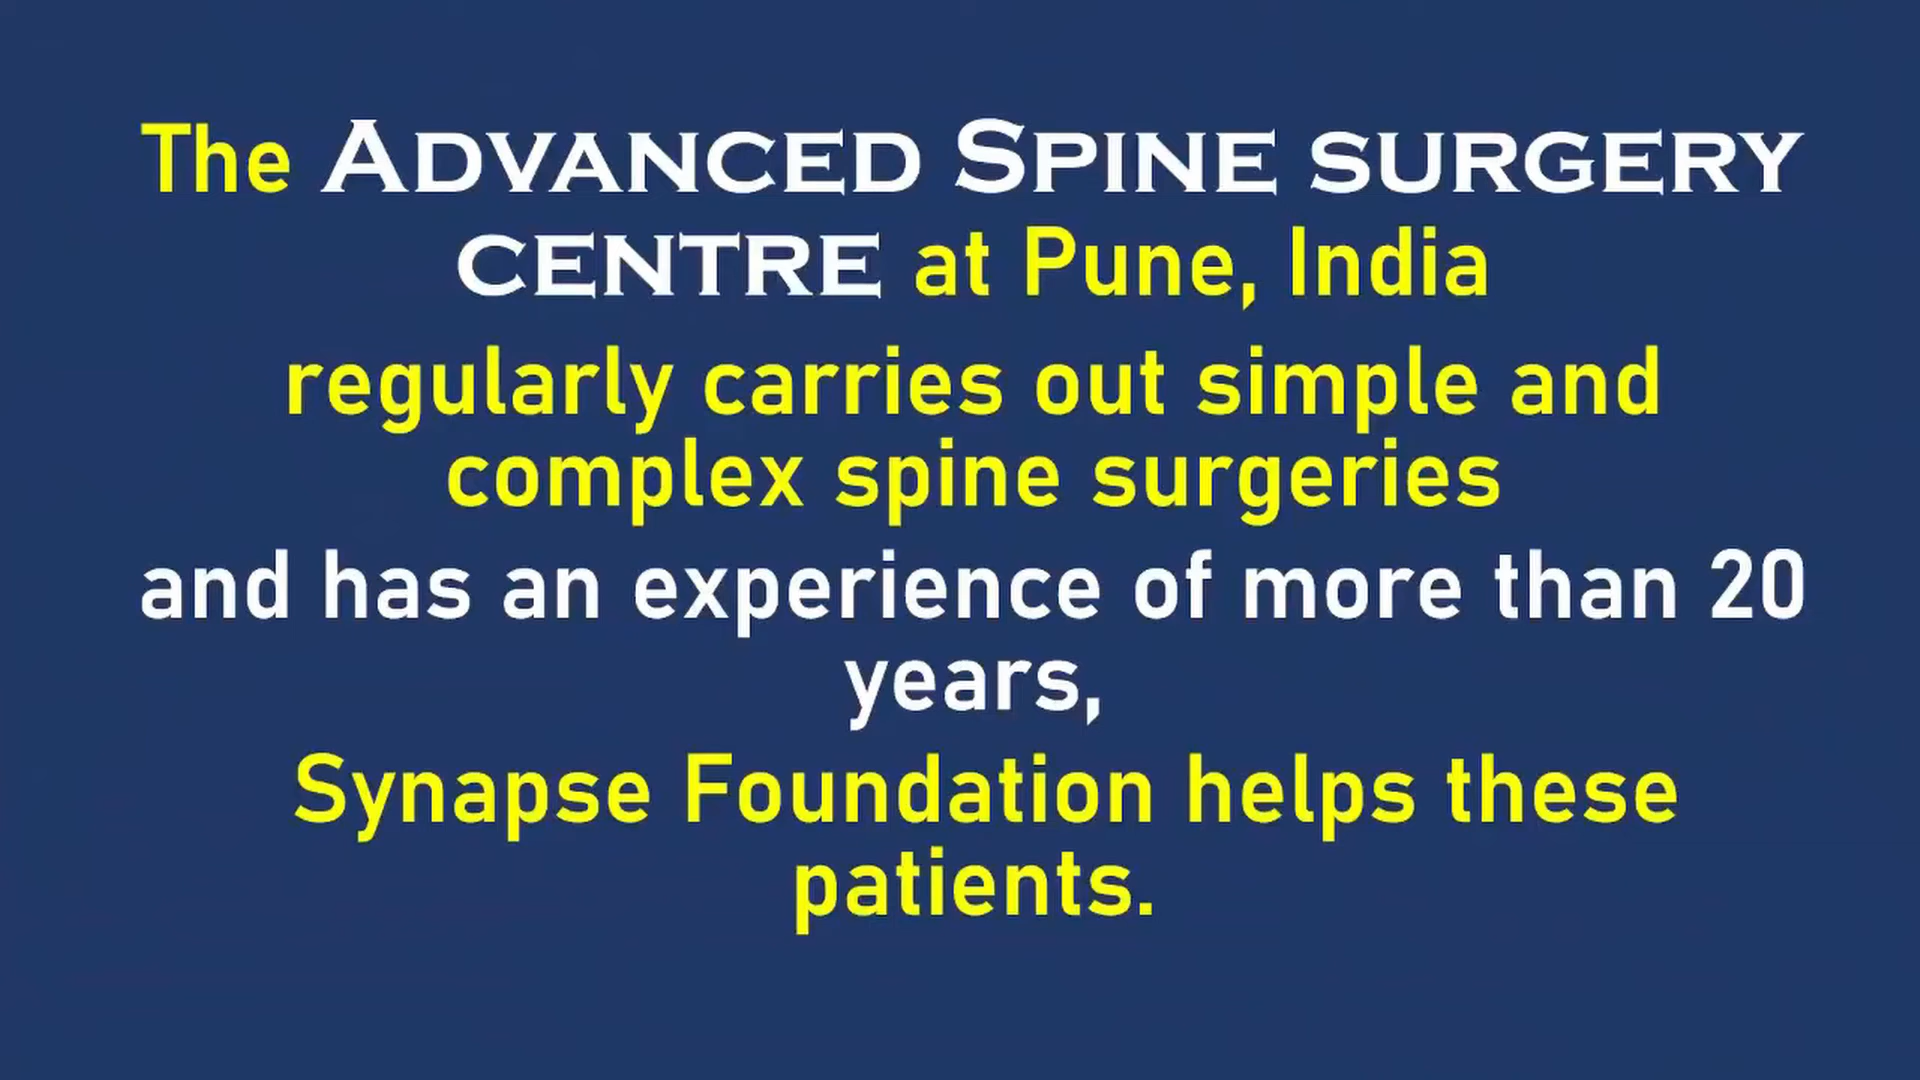 The ADVANCED SPINE SURGERY
CENTRE at Pune, India
regularly carries out simple and
complex spine surgeries
and has an experience of more than 20
years,
Synapse Foundation helps these
patients.